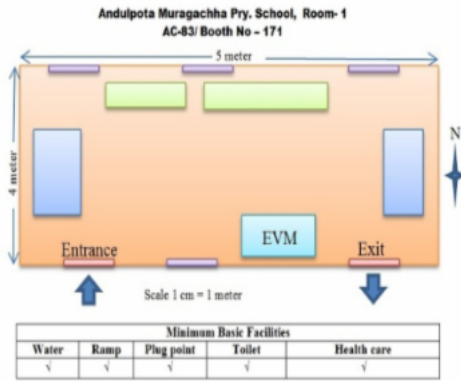 Andulpota Muragachha Pry. School, Room- 1
AC-83/ Booth No – 171
5 meter
4 meter
N
EVM
Entrance
Exit
Scale 1 cm = 1 meter
Minimum Basic Facilities
Water Ramp Plug point Toilet Health care
√ √ √ √ √